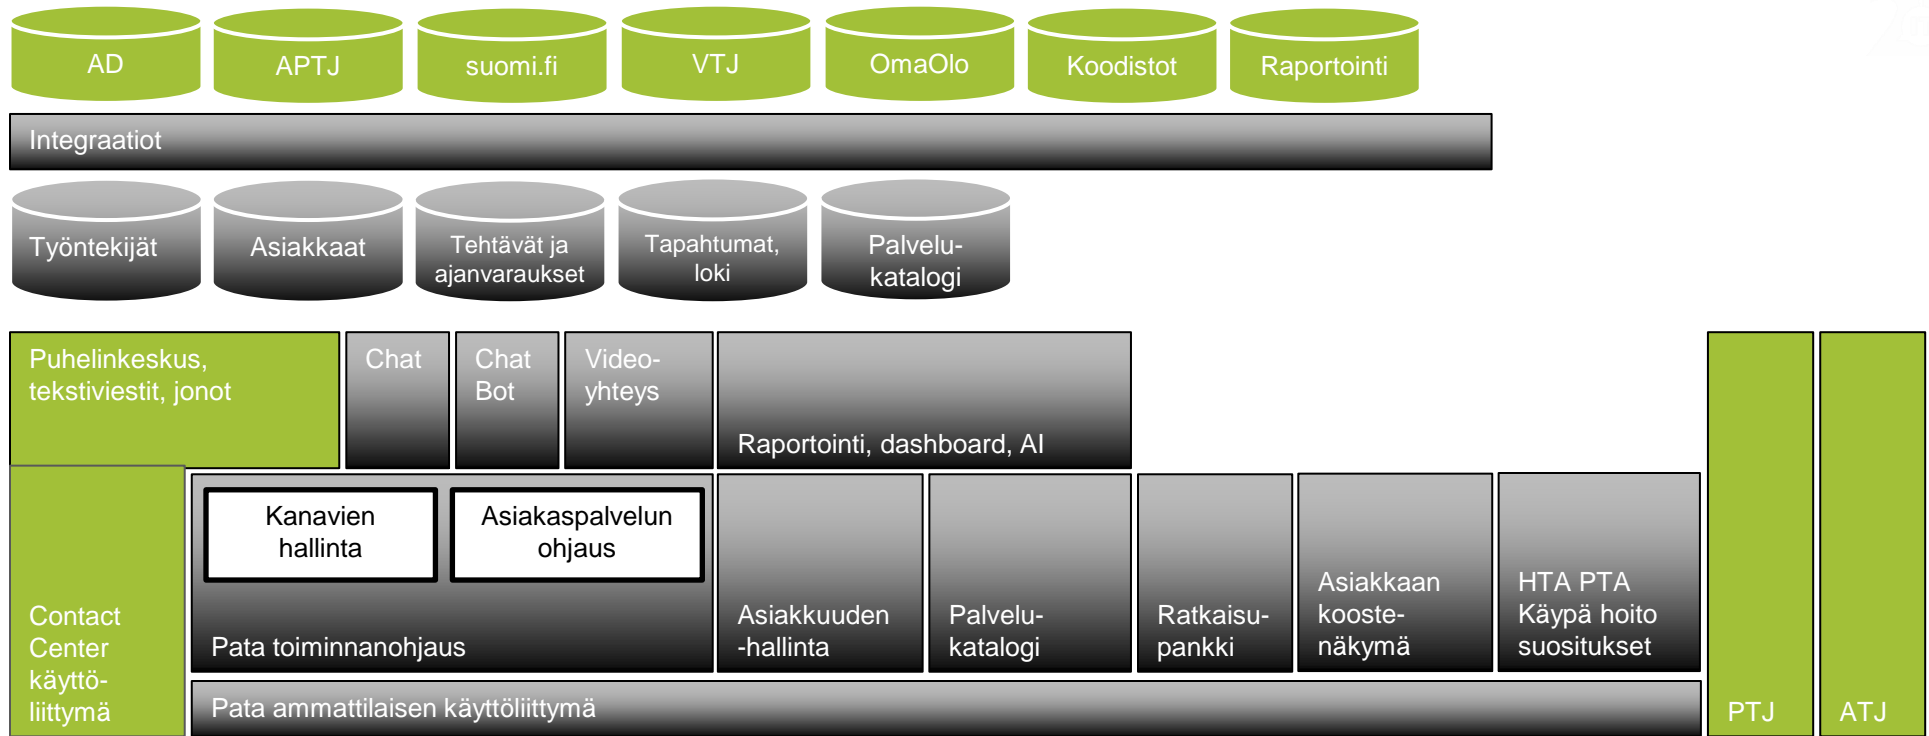 AD
APTJ
suomi.fi
VTJ
OmaOlo
Koodistot
Raportointi
Integraatiot
Työntekijät
Asiakkaat
Tehtävät ja
ajanvaraukset
Tapahtumat,
loki
Palvelu-
katalogi
Puhelinkeskus,
tekstiviestit, jonot
Chat
Chat
Bot
Video-
yhteys
Raportointi, dashboard, AI
Contact
Center
käyttö-
liittymä
Kanavien
hallinta
Asiakaspalvelun
ohjaus
Pata toiminnanohjaus
Asiakkuuden
-hallinta
Palvelu-
katalogi
Ratkaisu-
pankki
Asiakkaan
kooste-
näkymä
HTA PTA
Käypä hoito
suositukset
Pata ammattilaisen käyttöliittymä
PTJ
ATJ